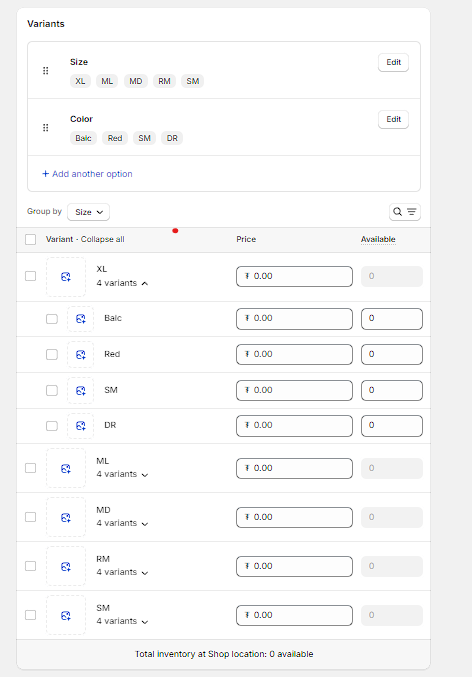 Variants
Size
Edit
XL ML MD RM SM
Color
Edit
Balc Red SM DR
+ Add another option
Group by Size
Variant - Collapse all Price Available
XL
4 variants
₮ 0.00 0
Balc ₮ 0.00 0
Red ₮ 0.00 0
SM ₮ 0.00 0
DR ₮ 0.00 0
ML
4 variants
₮ 0.00 0
MD
4 variants
₮ 0.00 0
RM
4 variants
₮ 0.00 0
SM
4 variants
₮ 0.00 0
Total inventory at Shop location: 0 available